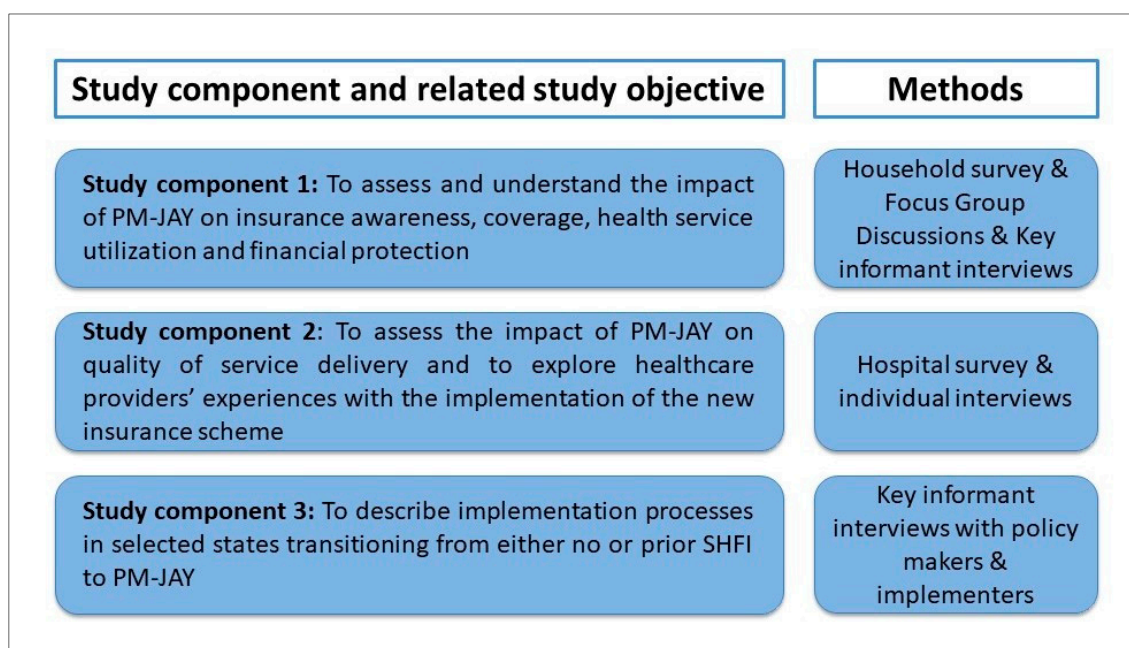 Study component and related study objective
Methods
Study component 1: To assess and understand the impact
of PM-JAY on insurance awareness, coverage, health service
utilization and financial protection
Household survey &
Focus Group
Discussions & Key
informant interviews
Study component 2: To assess the impact of PM-JAY on
quality of service delivery and to explore healthcare
providers' experiences with the implementation of the new
insurance scheme
Hospital survey &
individual interviews
Study component 3: To describe implementation processes
in selected states transitioning from either no or prior SHFI
to PM-JAY
Key informant
interviews with policy
makers &
implementers